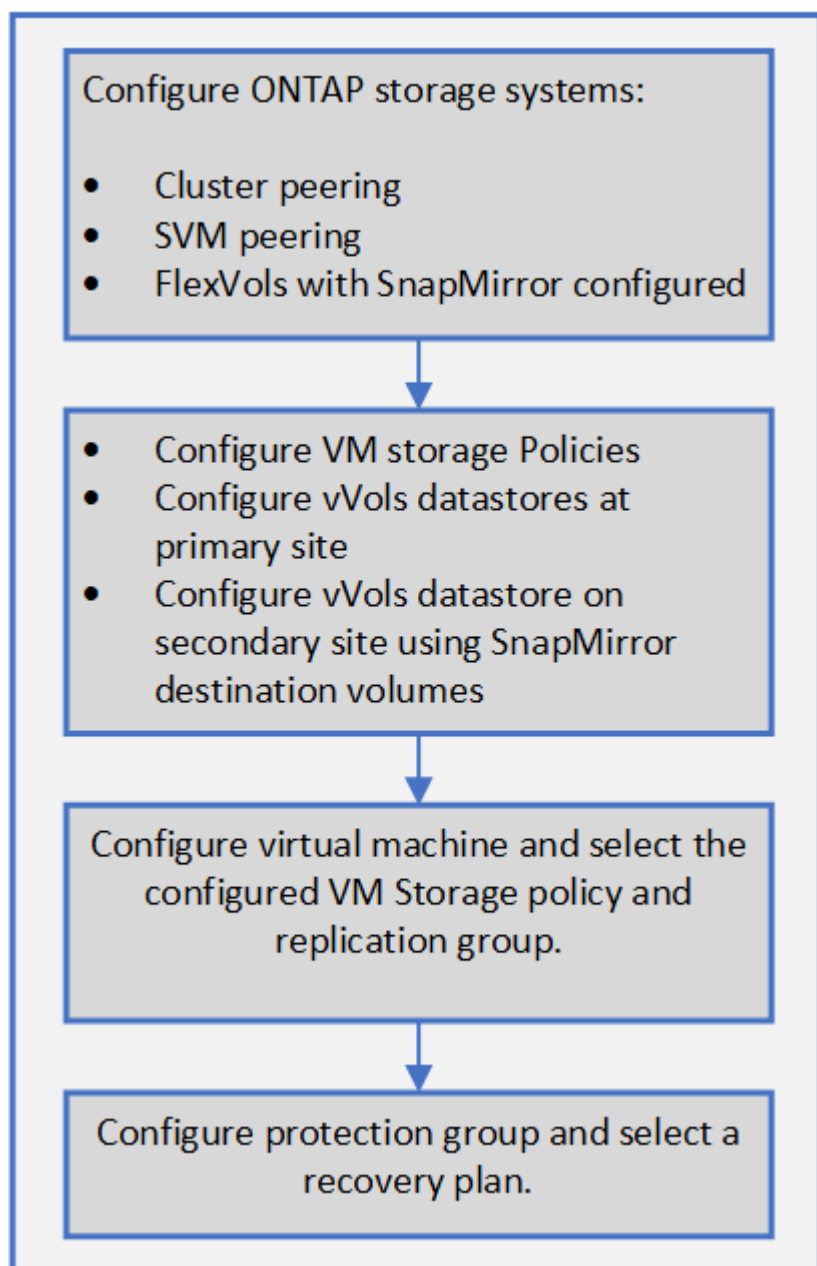 Configure ONTAP storage systems:
• Cluster peering
• SVM peering
• FlexVols with SnapMirror configured
• Configure VM storage Policies
• Configure vVols datastores at
primary site
• Configure vVols datastore on
secondary site using SnapMirror
destination volumes
Configure virtual machine and select the
configured VM Storage policy and
replication group.
Configure protection group and select a
recovery plan.